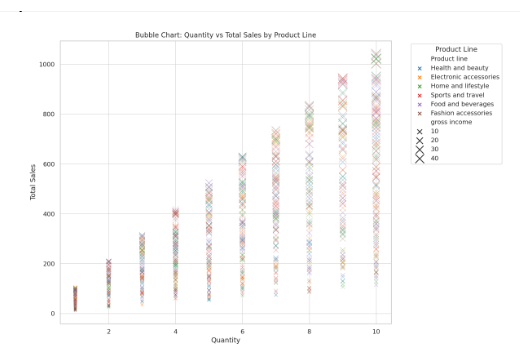 Bubble Chart: Quantity vs Total Sales by Product Line
Product Line
Product line
Health and beauty
Electronic accessories
Home and lifestyle
Sports and travel
Food and beverages
Fashion accessories
gross income
10
20
30
40
Total Sales
1000
800
600
400
200
0
2 4 6 8 10
Quantity